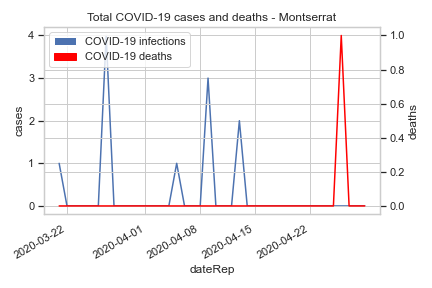 Total COVID-19 cases and deaths - Montserrat
COVID-19 infections
COVID-19 deaths
4
3
2
1
0
cases
1.0
0.8
0.6
0.4
0.2
0.0
deaths
2020-03-22
2020-04-01
2020-04-08
2020-04-15
2020-04-22
dateRep